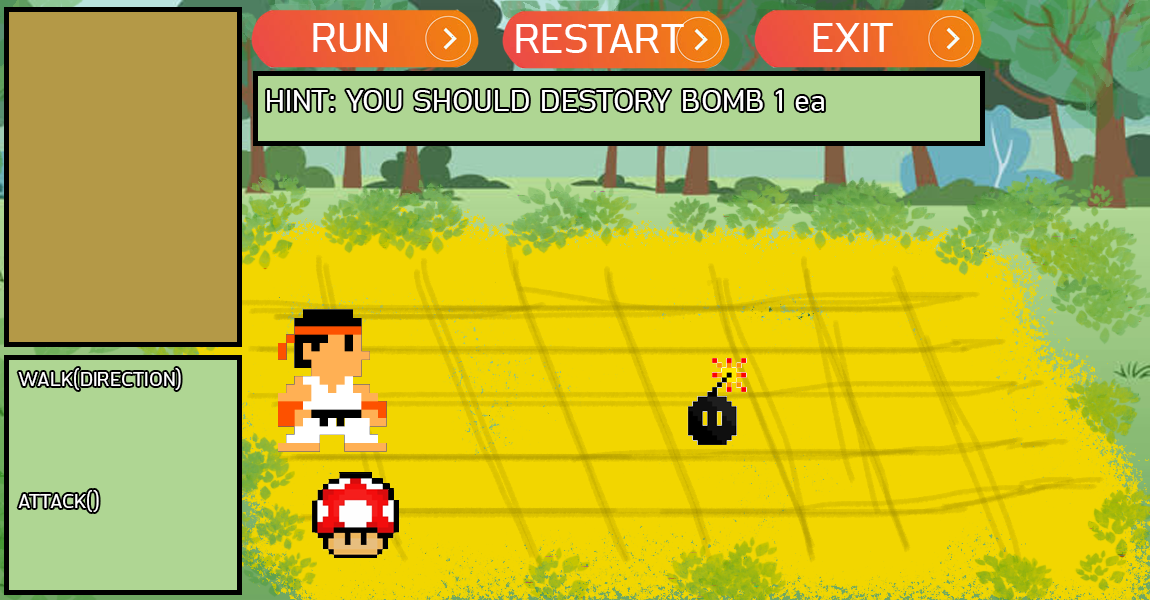 RUN
RESTART
EXIT
HINT: YOU SHOULD DESTORY BOMB 1 ea
WALK(DIRECTION)
ATTACK()